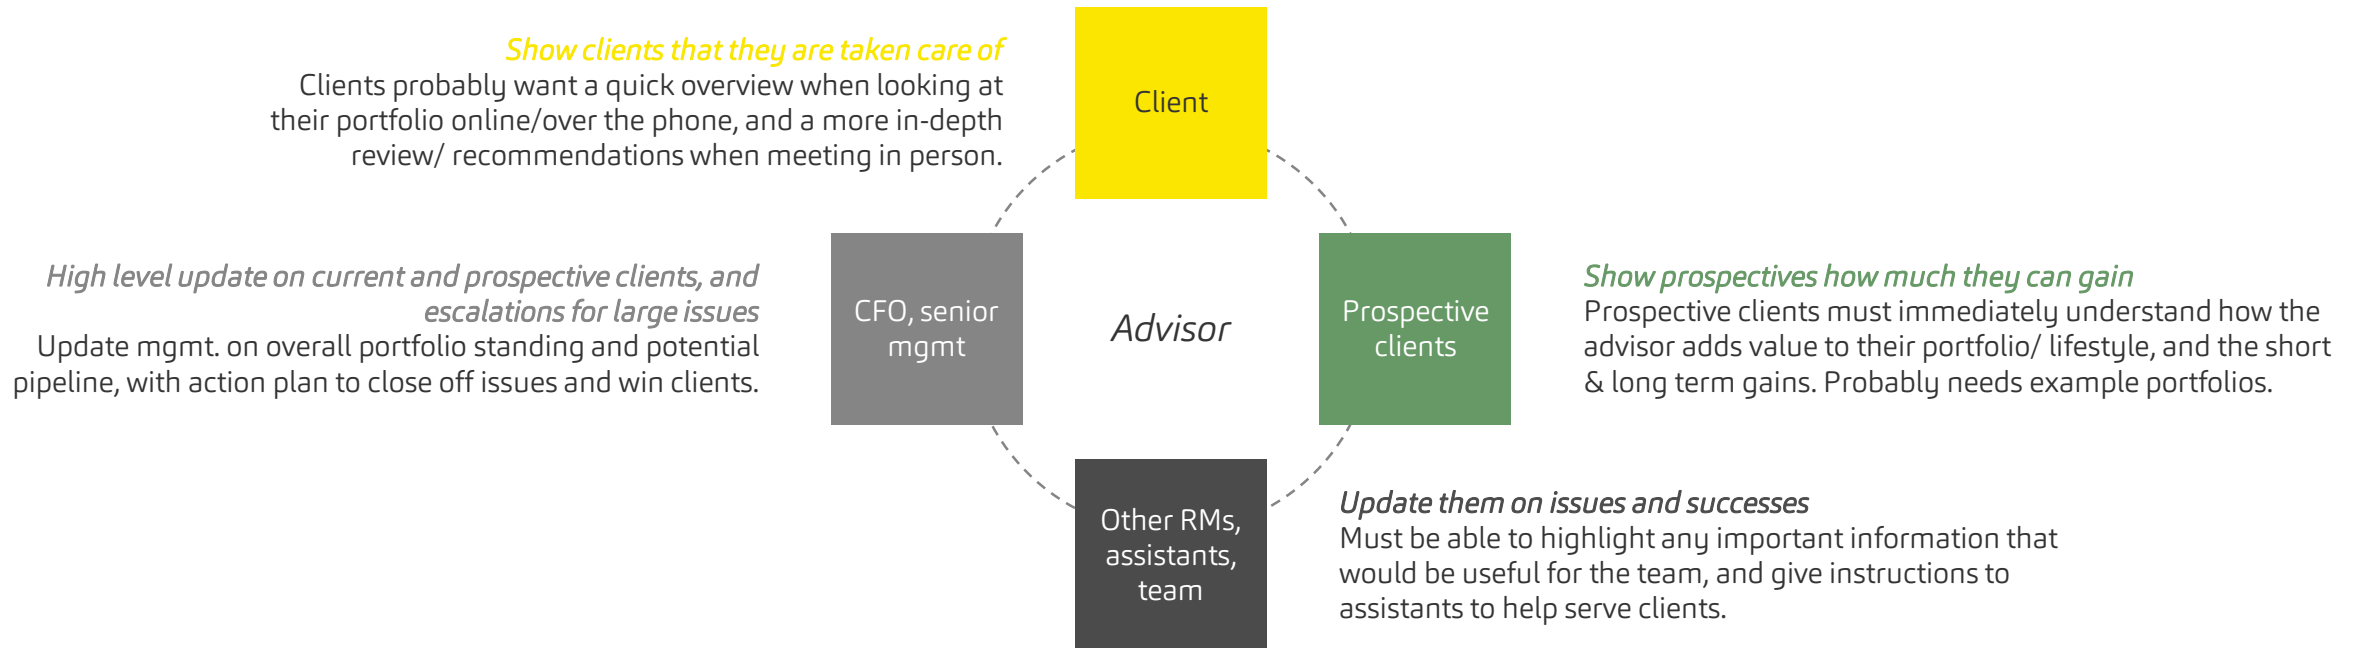 Show clients that they are taken care of
Clients probably want a quick overview when looking at
their portfolio online/over the phone, and a more in-depth
review/ recommendations when meeting in person.
Client
High level update on current and prospective clients, and
escalations for large issues
Update mgmt. on overall portfolio standing and potential
pipeline, with action plan to close off issues and win clients.
CFO, senior
mgmt
Advisor
Prospective
clients
Show prospectives how much they can gain
Prospective clients must immediately understand how the
advisor adds value to their portfolio/ lifestyle, and the short
& long term gains. Probably needs example portfolios.
Other RMs,
assistants,
team
Update them on issues and successes
Must be able to highlight any important information that
would be useful for the team, and give instructions to
assistants to help serve clients.